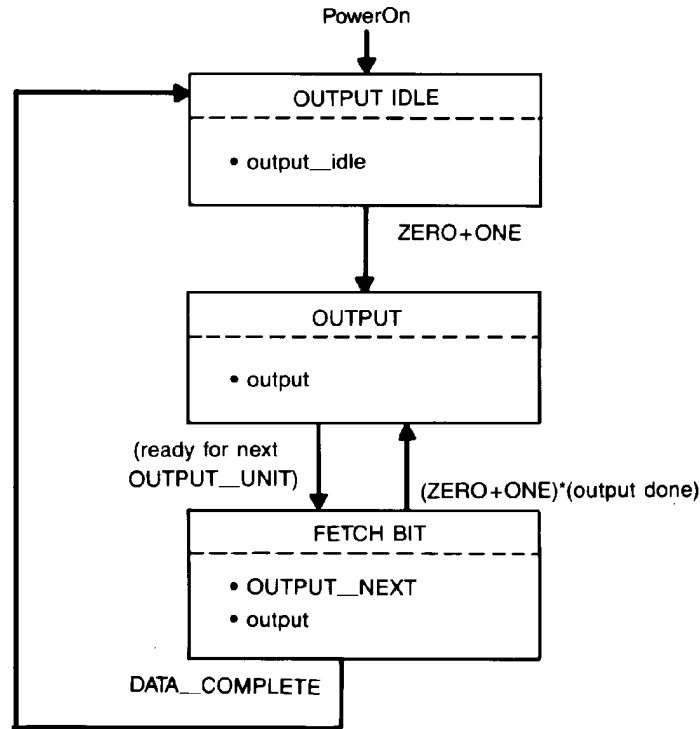 PowerOn
OUTPUT IDLE
• output__idle
ZERO+ONE
OUTPUT
• output
(ready for next
OUTPUT__UNIT)
(ZERO+ONE)*(output done)
FETCH BIT
• OUTPUT__NEXT
• output
DATA__COMPLETE